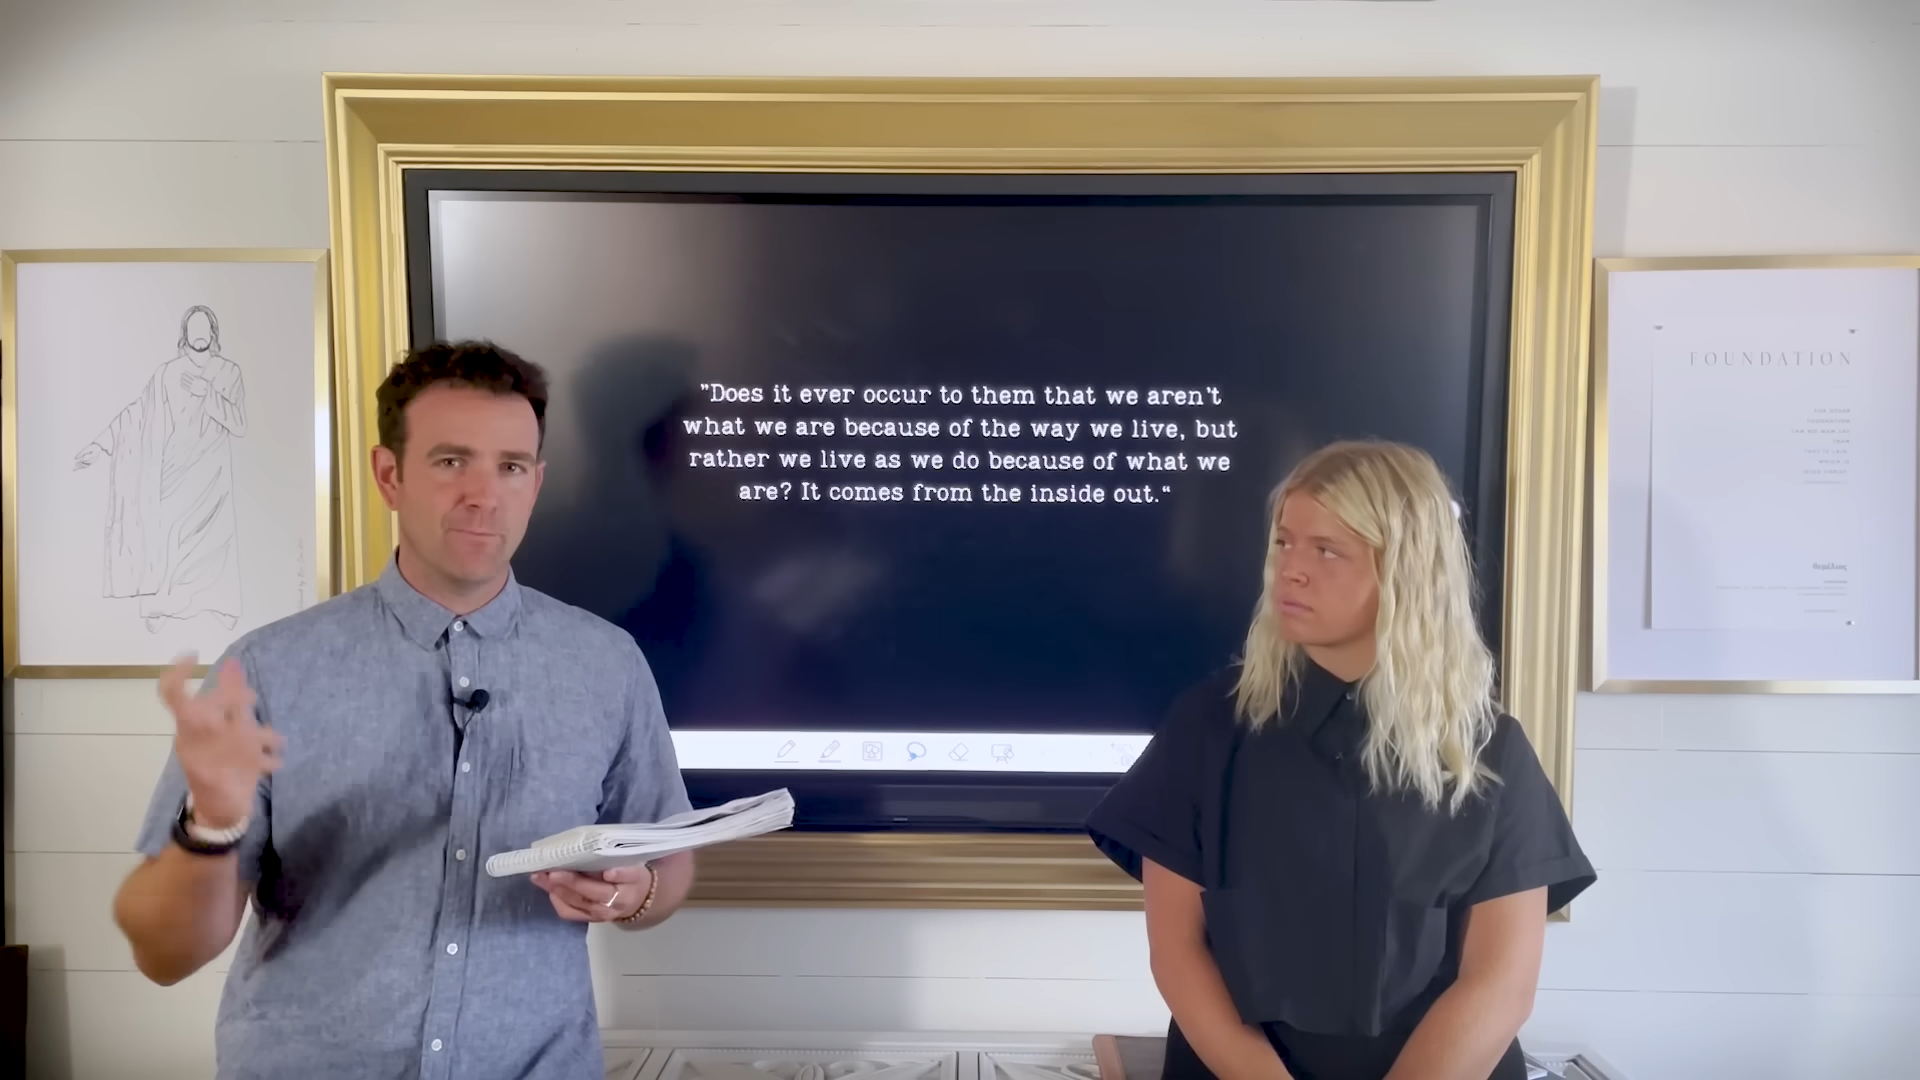 "Does it ever occur to them that we aren't
what we are because of the way we live, but
rather we live as we do because of what we
are? It comes from the inside out."
FOUNDATION
θεμέλιος